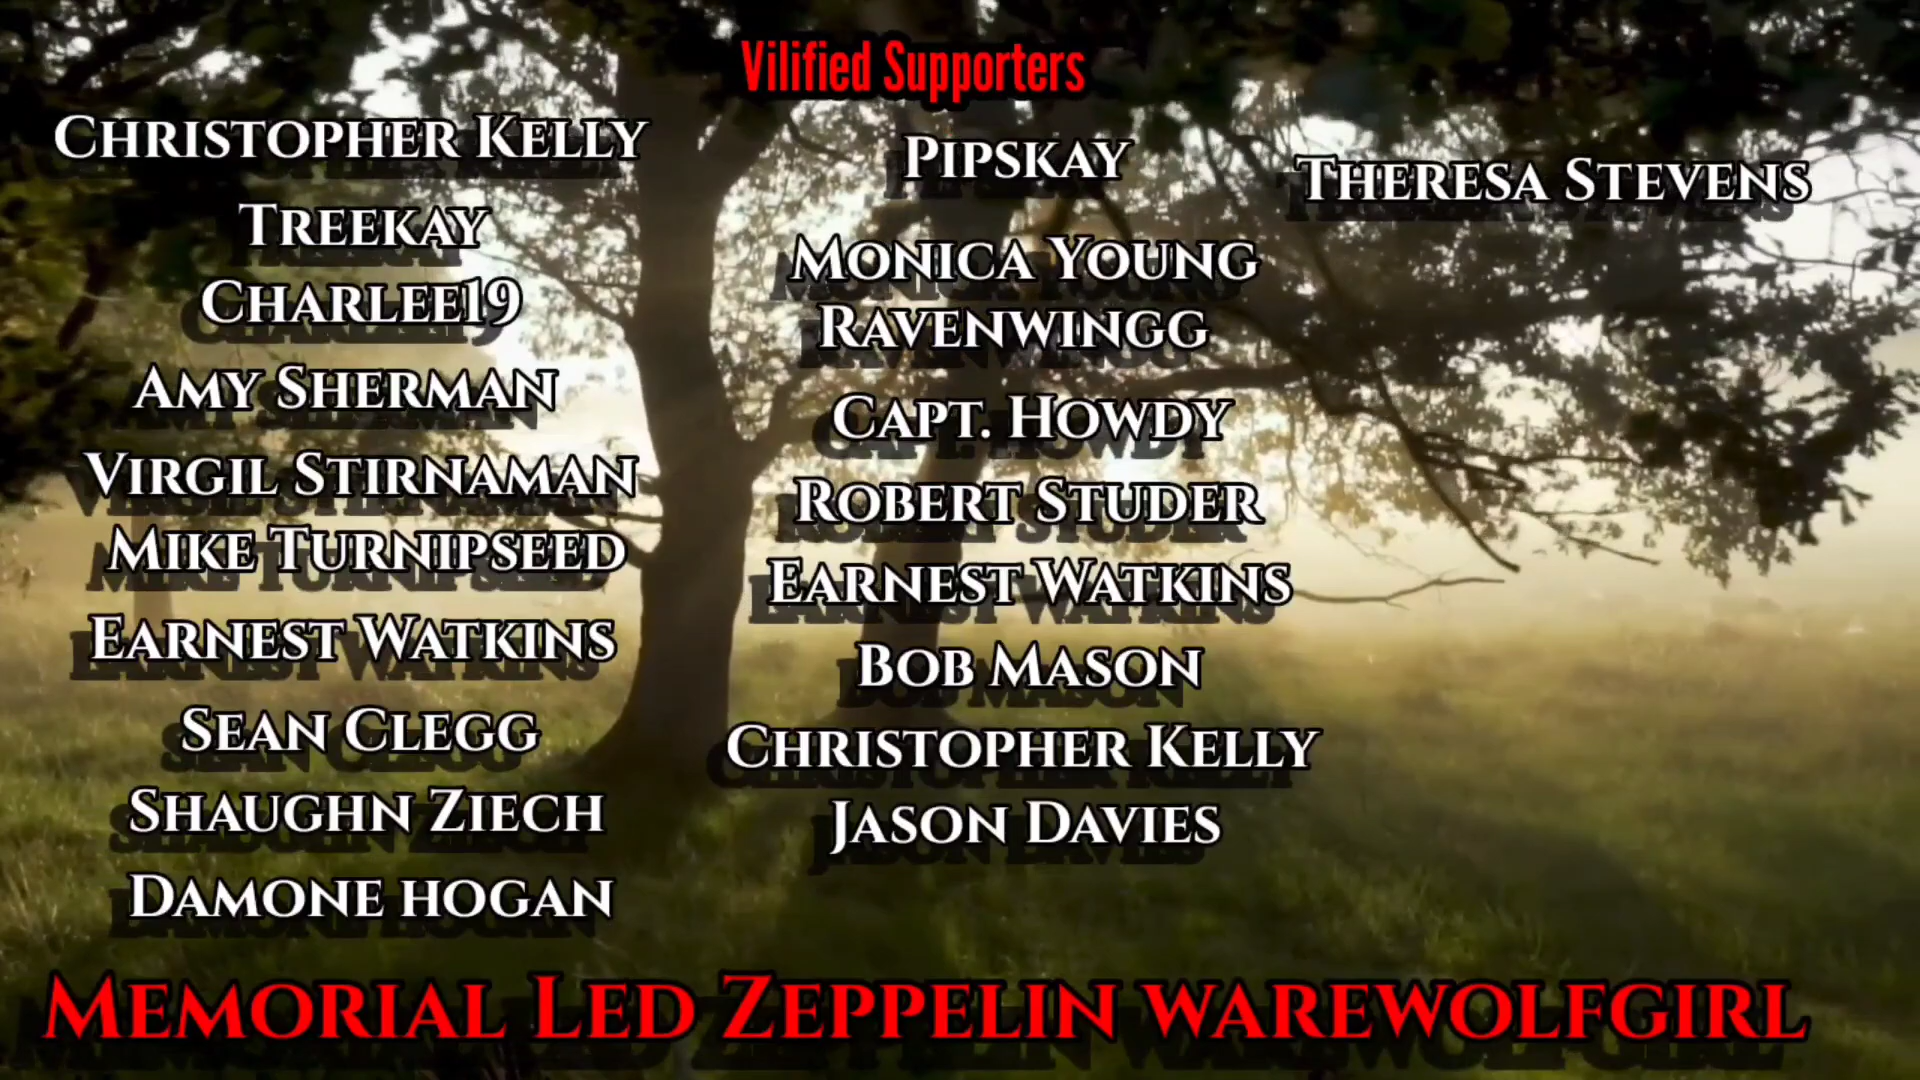 Vilified Supporters
Christopher Kelly
Treekay
Charlee19
Amy Sherman
Virgil Stirnaman
Mike Turnipseed
Earnest Watkins
Sean Clegg
Shaughn Ziech
Damone hogan
Pipskay
Monica Young
Ravenwingg
Capt. Howdy
Robert Studer
Earnest Watkins
Bob Mason
Christopher Kelly
Jason Davies
Theresa Stevens
Memorial Led Zeppelin warewolfgirl